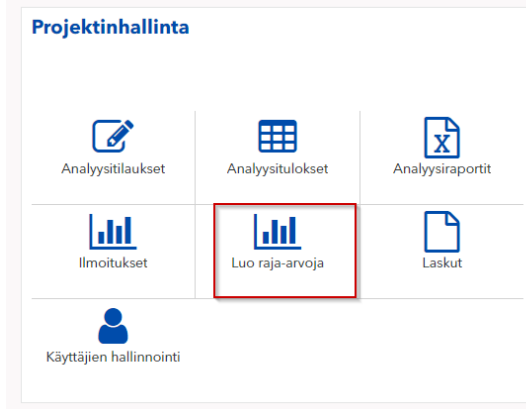 Projektinhallinta
Analyysitilaukset
Analyysitulokset
X
Analyysiraportit
Ilmoitukset
Luo raja-arvoja
Laskut
Käyttäjien hallinnointi